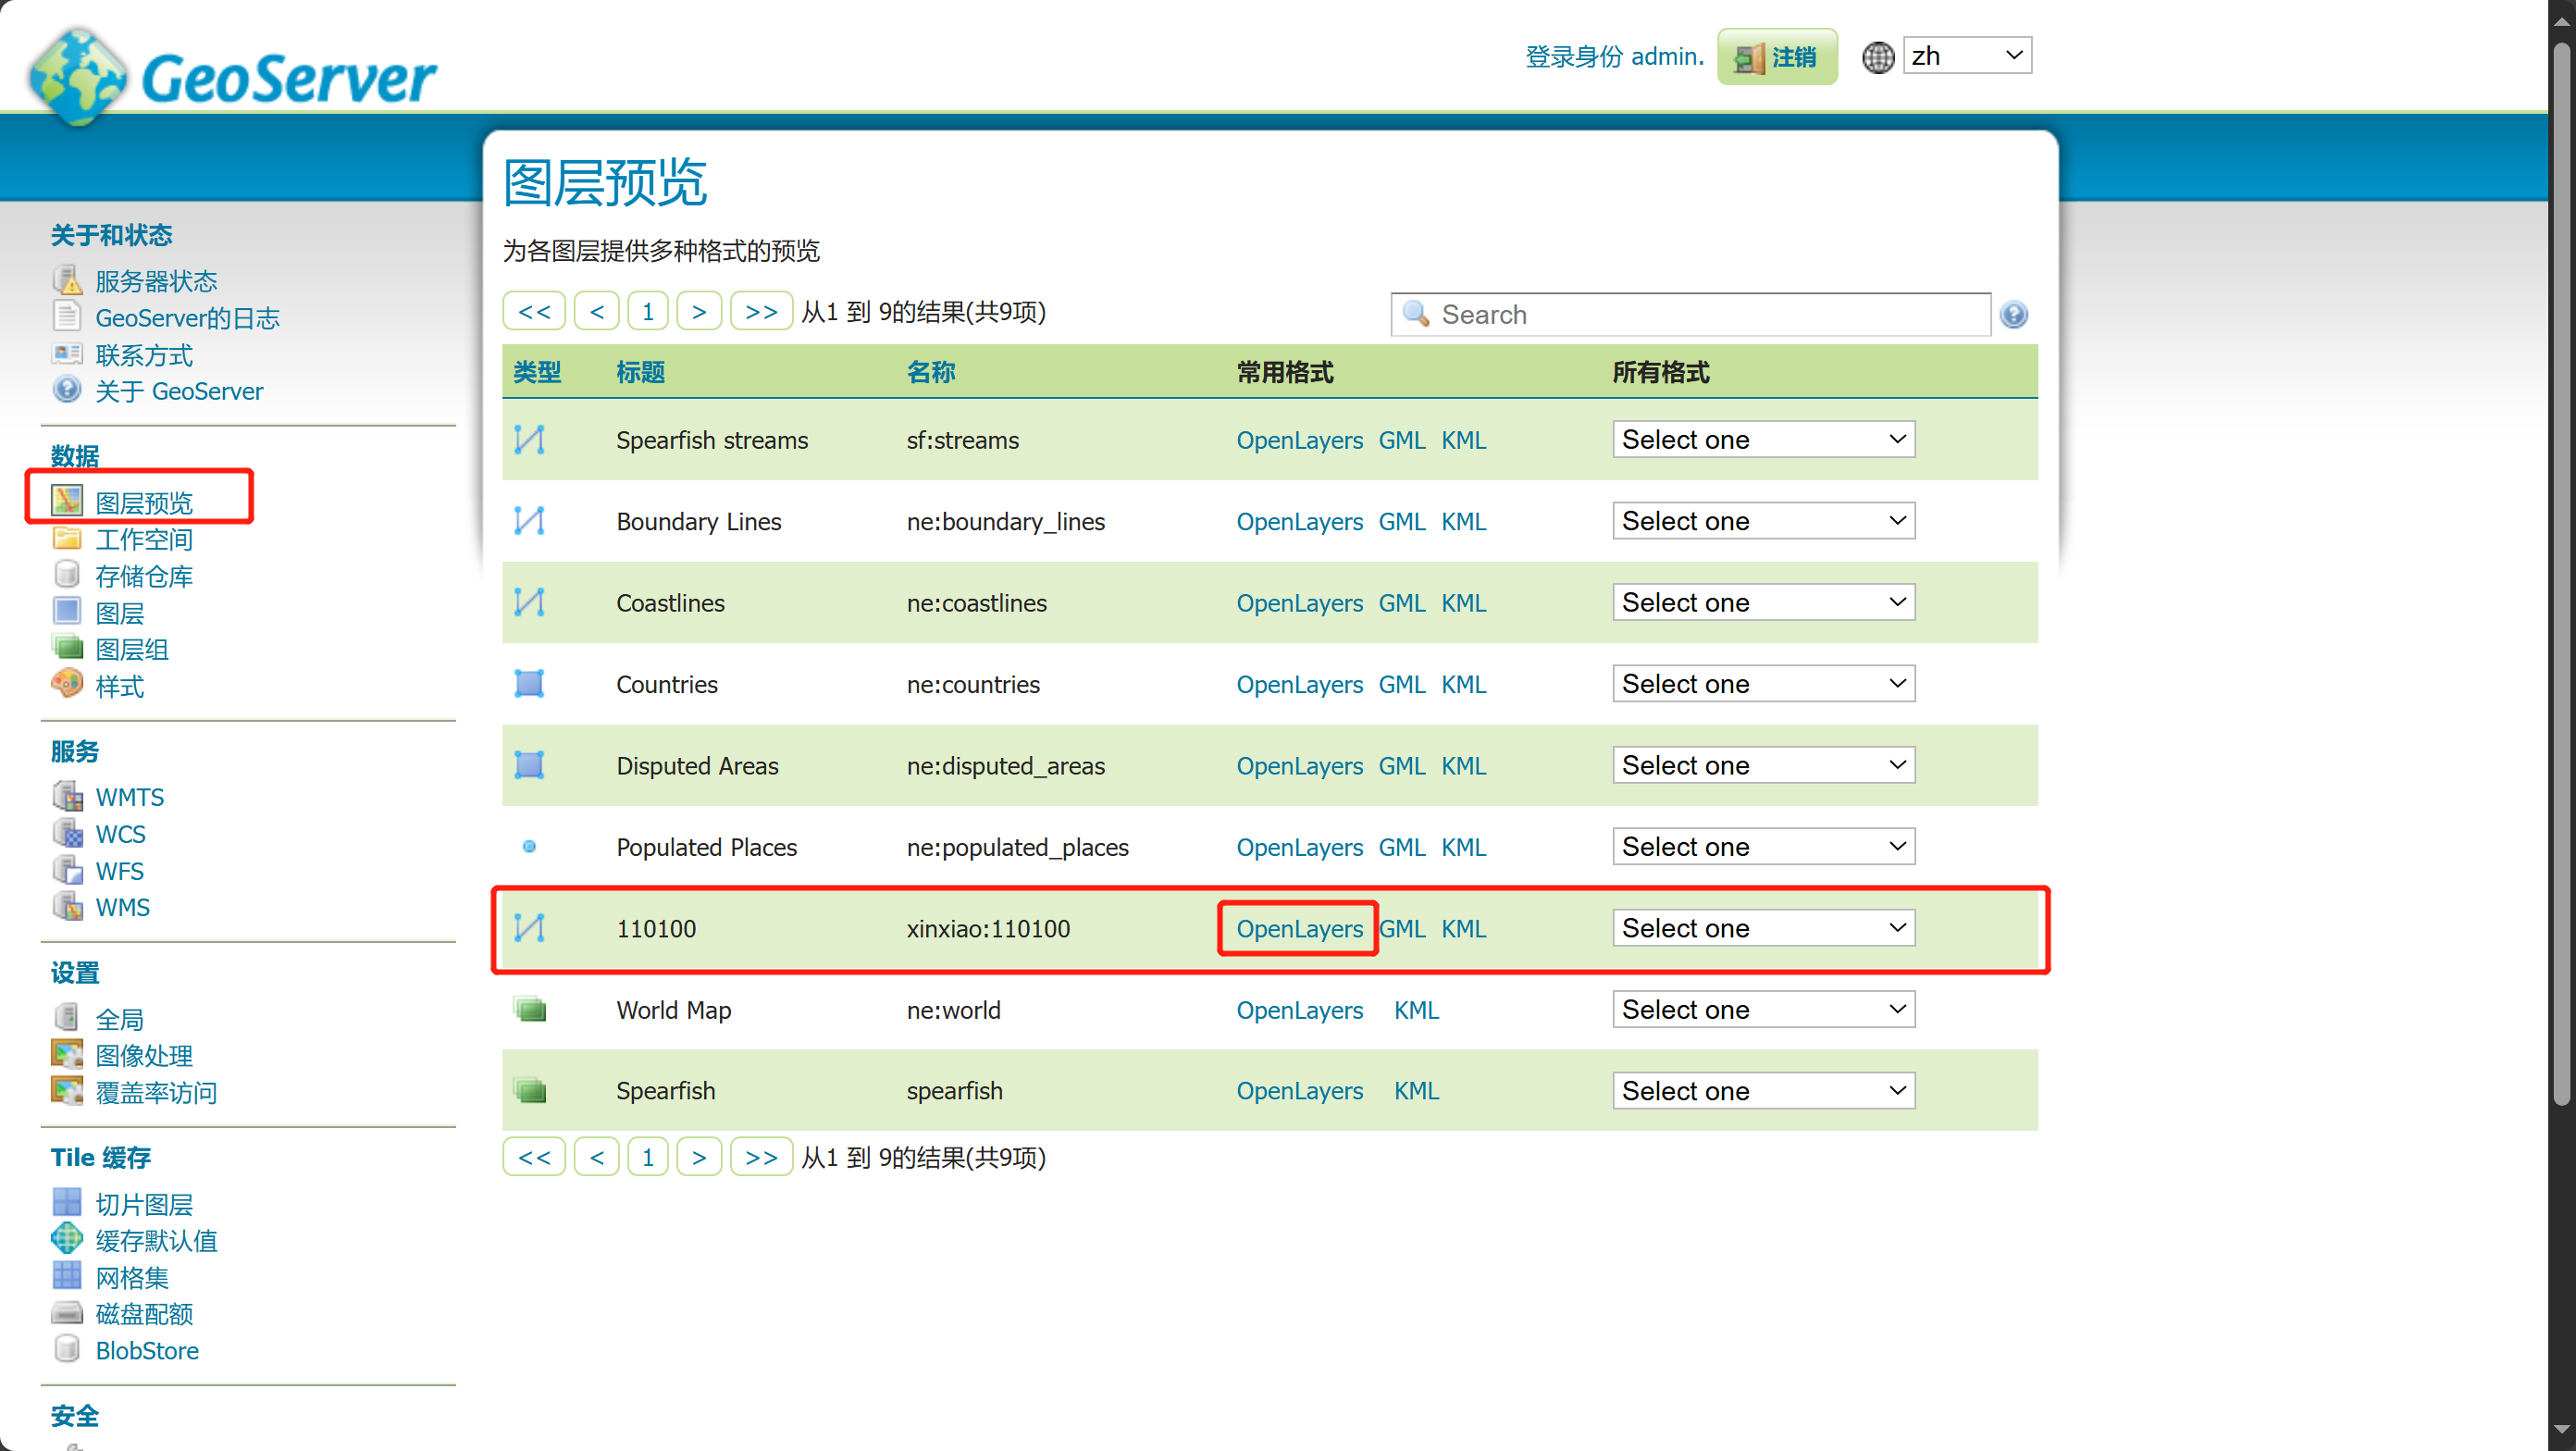 GeoServer
登录身份 admin. 注销 zh
关于和状态
服务器状态
GeoServer的日志
联系方式
关于 GeoServer
数据
图层预览
工作空间
存储仓库
图层
图层组
样式
服务
WMTS
WCS
WFS
WMS
设置
全局
图像处理
覆盖率访问
Tile 缓存
切片图层
缓存默认值
网格集
磁盘配额
BlobStore
安全
图层预览
为各图层提供多种格式的预览
<< < 1 > >> 从1 到 9的结果(共9项) Search
类型 标题 名称 常用格式 所有格式
Spearfish streams sf:streams OpenLayers GML KML Select one
Boundary Lines ne:boundary_lines OpenLayers GML KML Select one
Coastlines ne:coastlines OpenLayers GML KML Select one
Countries ne:countries OpenLayers GML KML Select one
Disputed Areas ne:disputed_areas OpenLayers GML KML Select one
Populated Places ne:populated_places OpenLayers GML KML Select one
110100 xinxiao:110100 OpenLayers GML KML Select one
World Map ne:world OpenLayers KML Select one
Spearfish spearfish OpenLayers KML Select one
<< < 1 > >> 从1 到 9的结果(共9项)